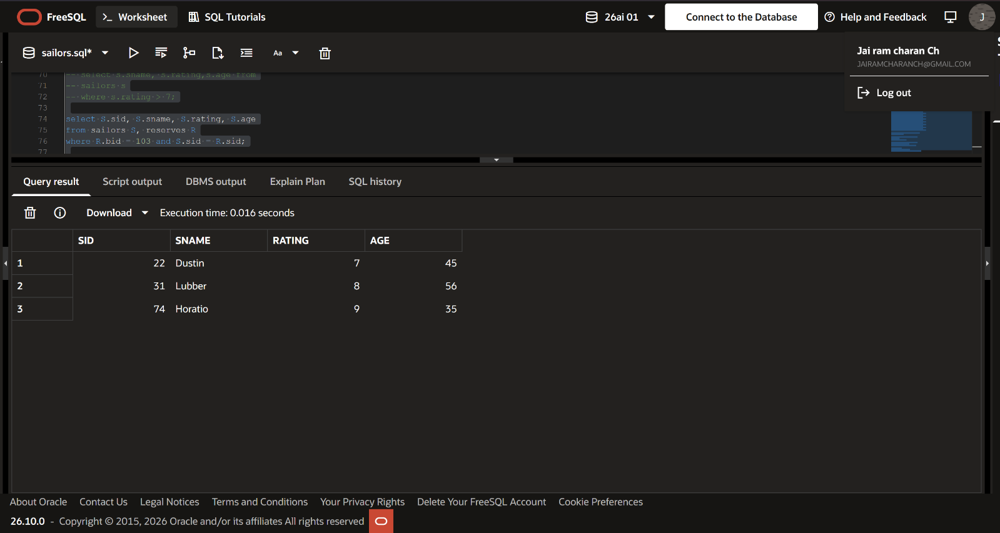 FreeSQL
>_ Worksheet
SQL Tutorials
26ai 01
Connect to the Database
Help and Feedback
J
Jai ram charan Ch
JAIRAMCHARANCH@GMAIL.COM
Log out
sailors.sql*
Aa
70 -- select s.sname, s.rating,s.age from
71 -- sailors s
72 -- where s.rating > 7;
73
74 select S.sid, S.sname, S.rating, S.age
75 from sailors S, reserves R
76 where R.bid = 103 and S.sid = R.sid;
77
Query result Script output DBMS output Explain Plan SQL history
Download Execution time: 0.016 seconds
SID SNAME RATING AGE
1 22 Dustin 7 45
2 31 Lubber 8 56
3 74 Horatio 9 35
About Oracle Contact Us Legal Notices Terms and Conditions Your Privacy Rights Delete Your FreeSQL Account Cookie Preferences
26.10.0 - Copyright © 2015, 2026 Oracle and/or its affiliates All rights reserved